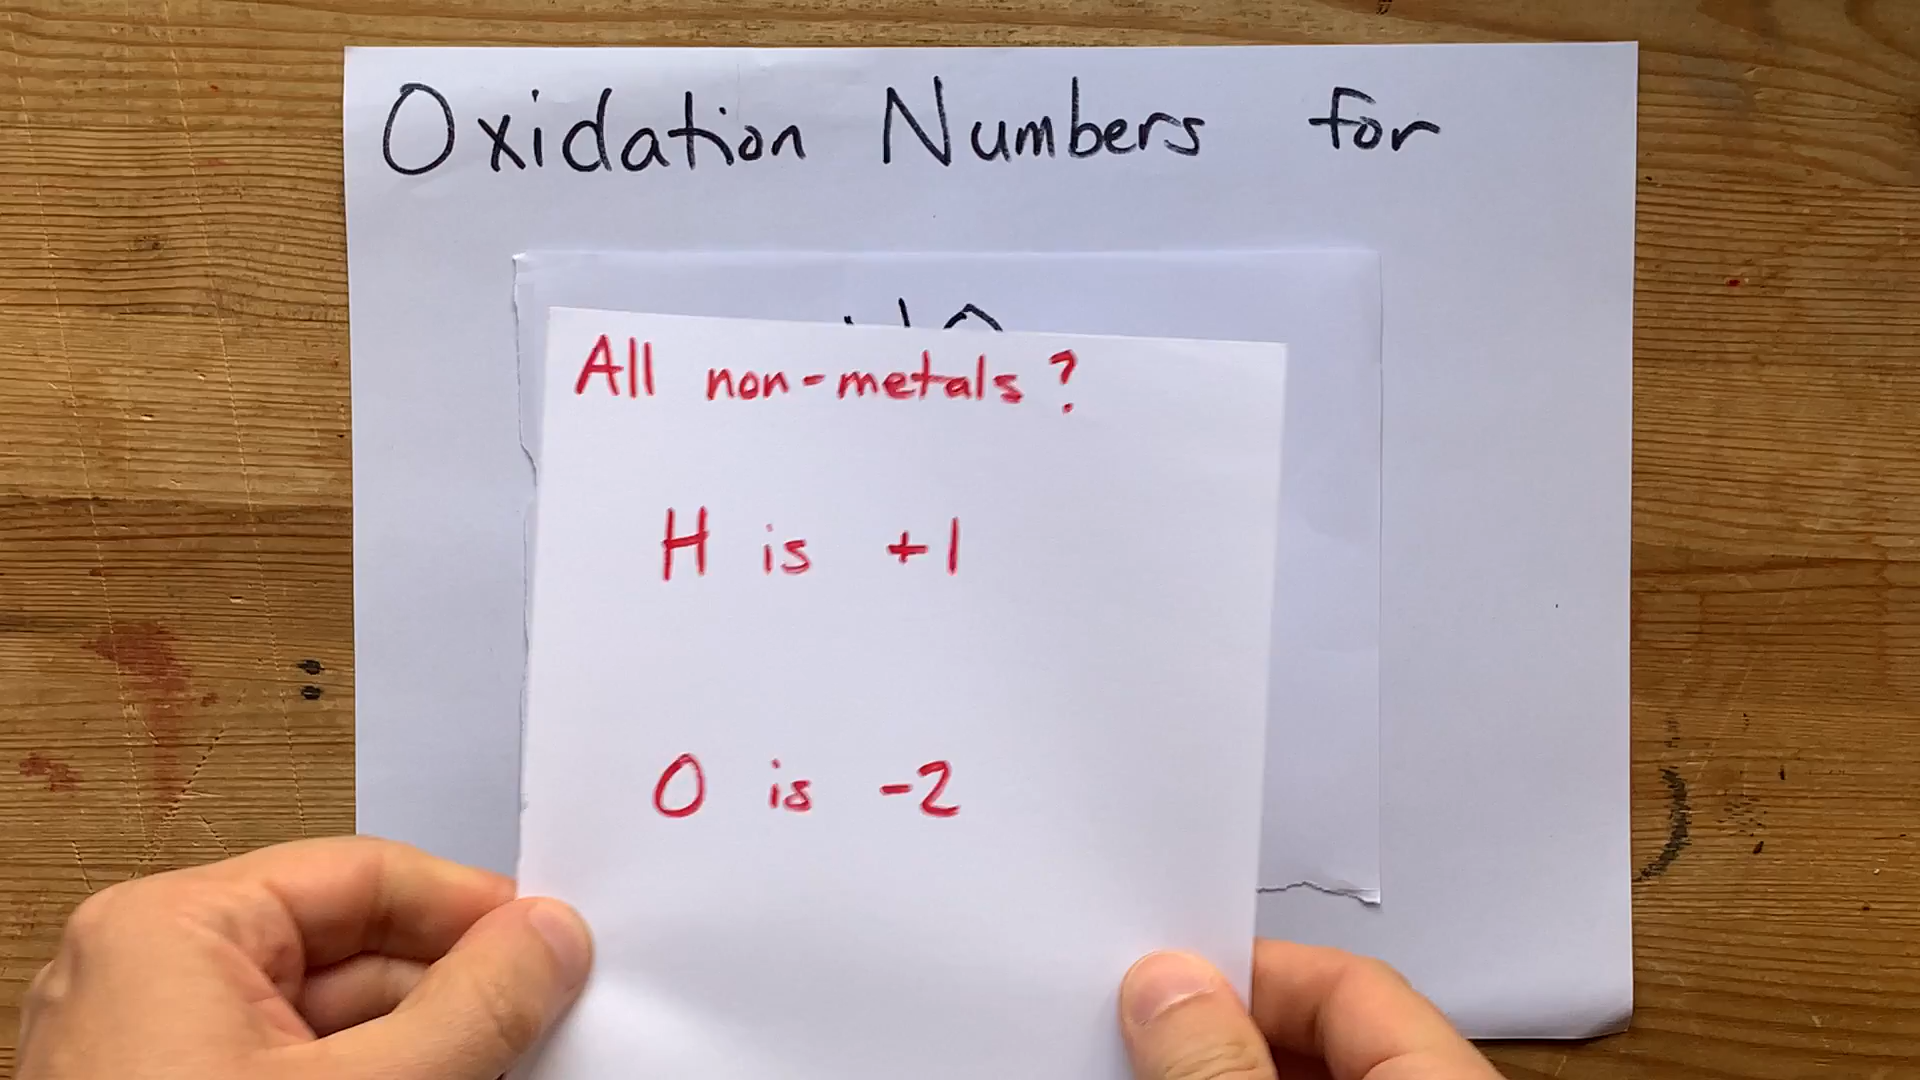 Oxidation Numbers for
All non-metals?
H is +1
O is -2